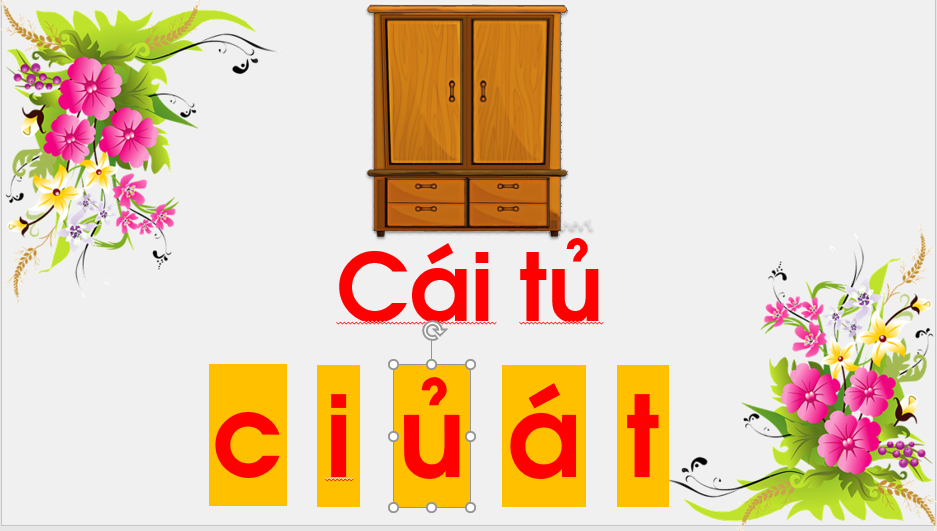 Cái tủ
c i ủ á t